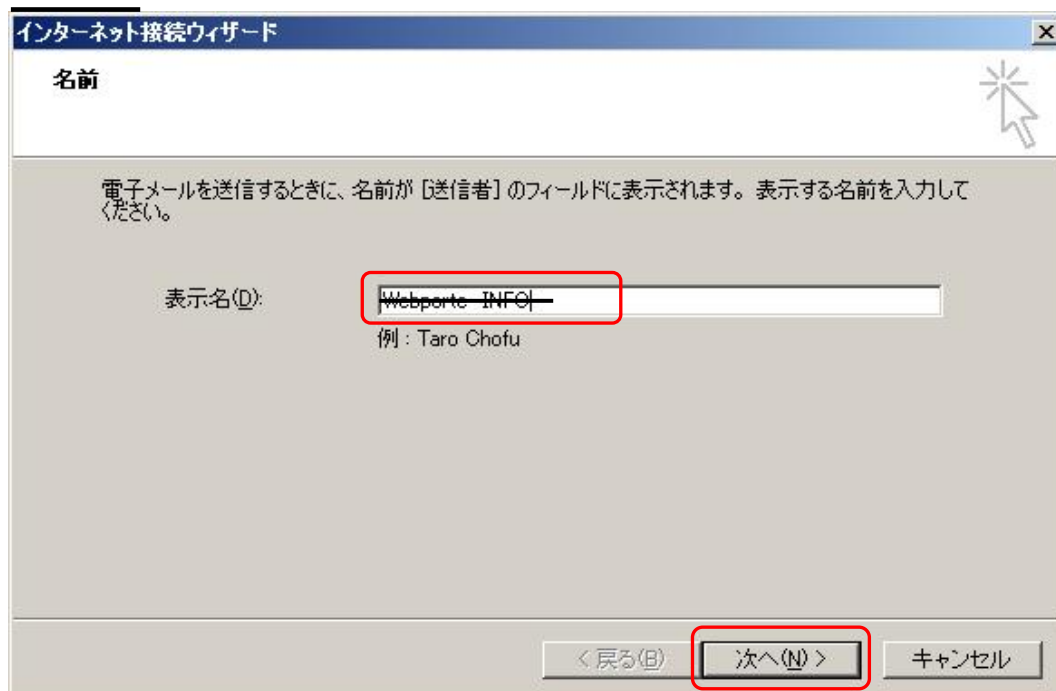 インターネット接続ウィザード
名前
電子メールを送信するときに、名前が [送信者] のフィールドに表示されます。表示する名前を入力して
ください。
表示名(D):
Webporte INFO
例 : Taro Chofu
< 戻る(B)
次へ(N) >
キャンセル